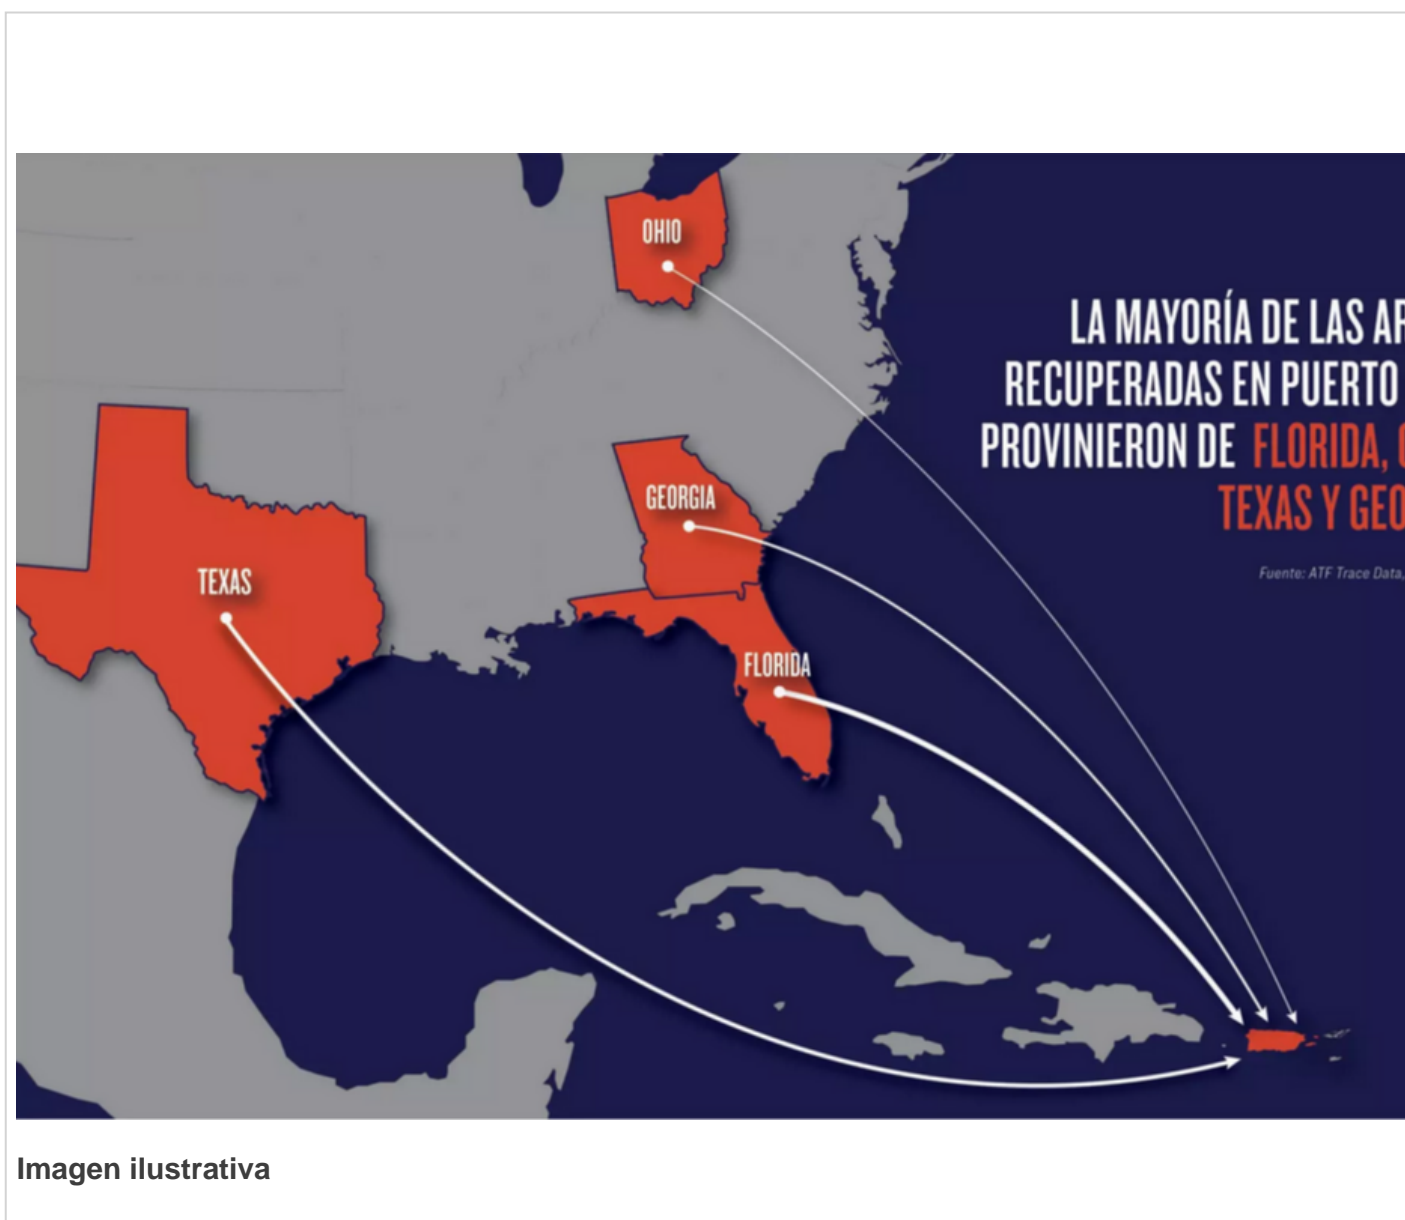 OHIO
LA MAYORÍA DE LAS AR
RECUPERADAS EN PUERTO
PROVINIERON DE FLORIDA,
TEXAS Y GEO
GEORGIA
Fuente: ATF Trace Data,
TEXAS
FLORIDA
Imagen ilustrativa